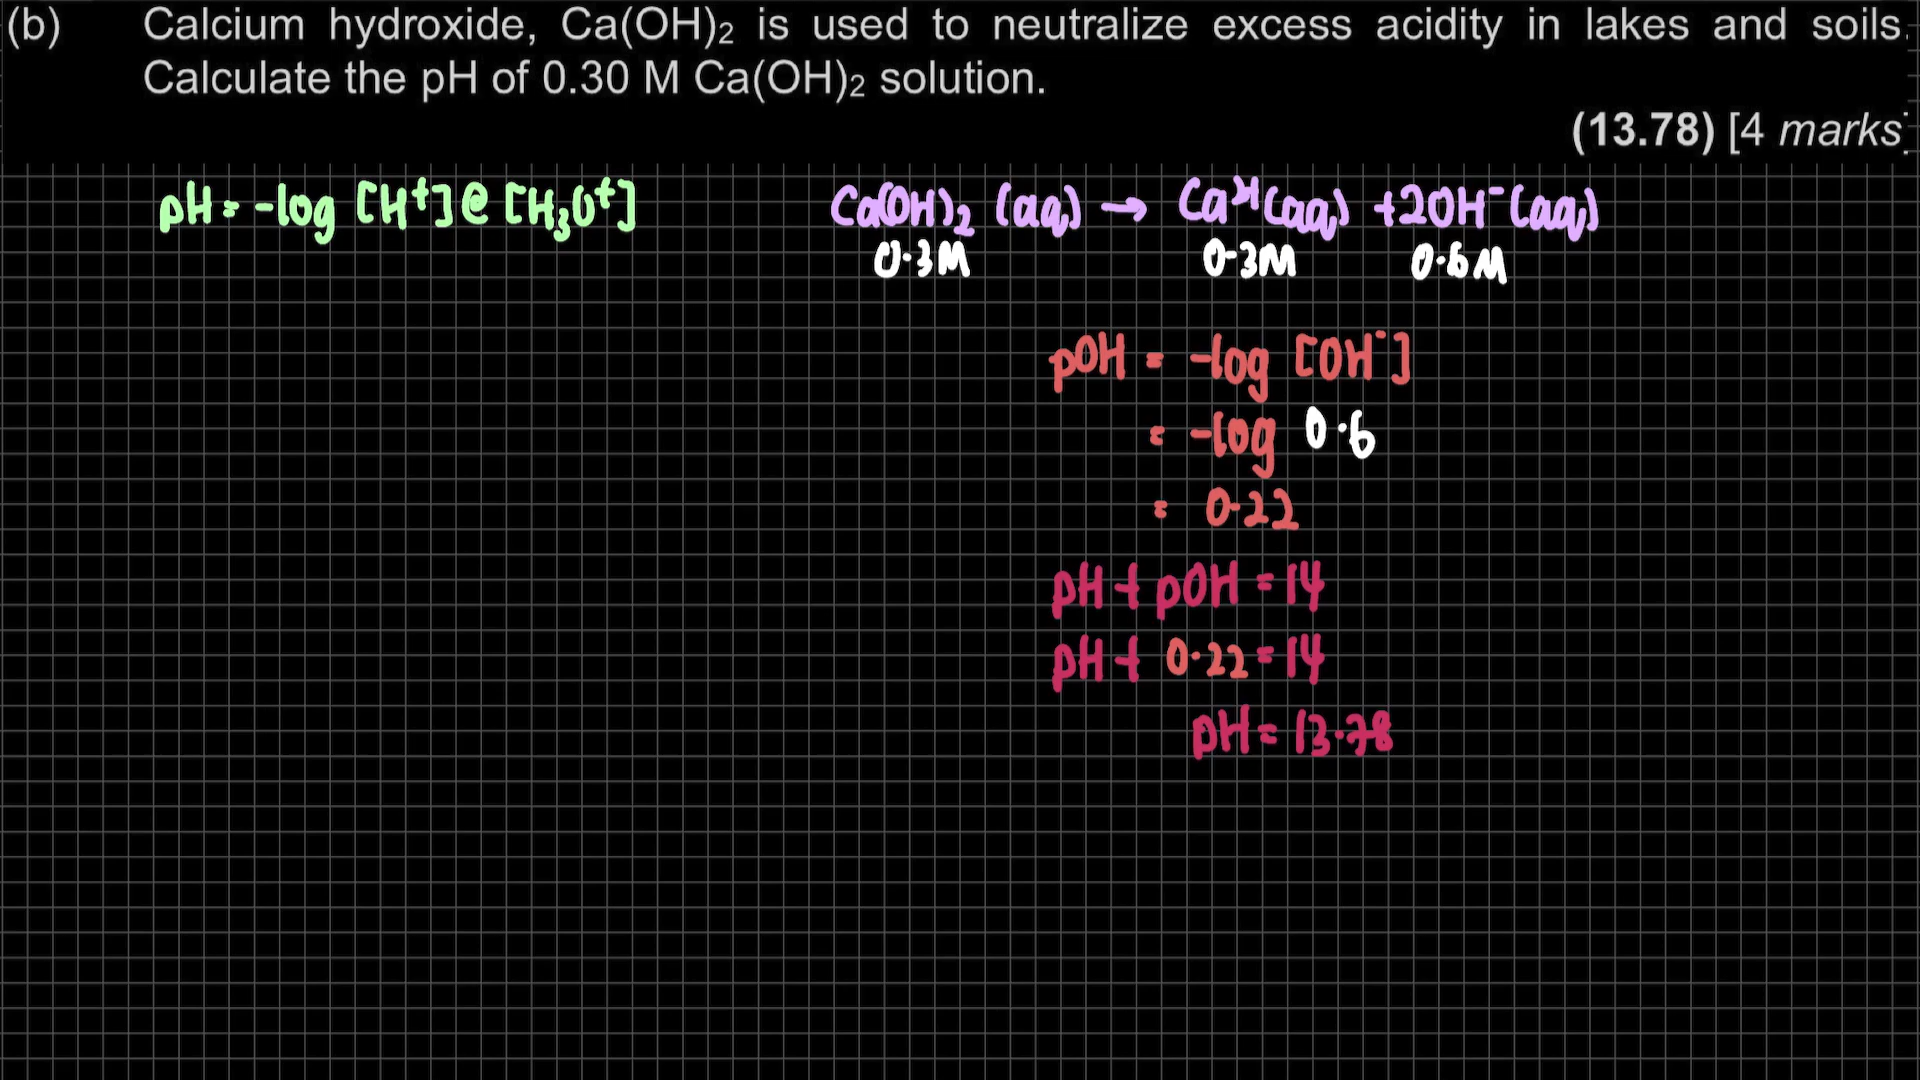 (b) Calcium hydroxide, Ca(OH)₂ is used to neutralize excess acidity in lakes and soils.
Calculate the pH of 0.30 M Ca(OH)₂ solution.
(13.78) [4 marks]
pH = -log [H⁺] @ [H₃O⁺]
Ca(OH)₂ (aq) → Ca²⁺(aq) + 2OH⁻(aq)
0.3M 0.3M 0.6M
pOH = -log [OH⁻]
= -log 0.6
= 0.22
pH + pOH = 14
pH + 0.22 = 14
pH = 13.78